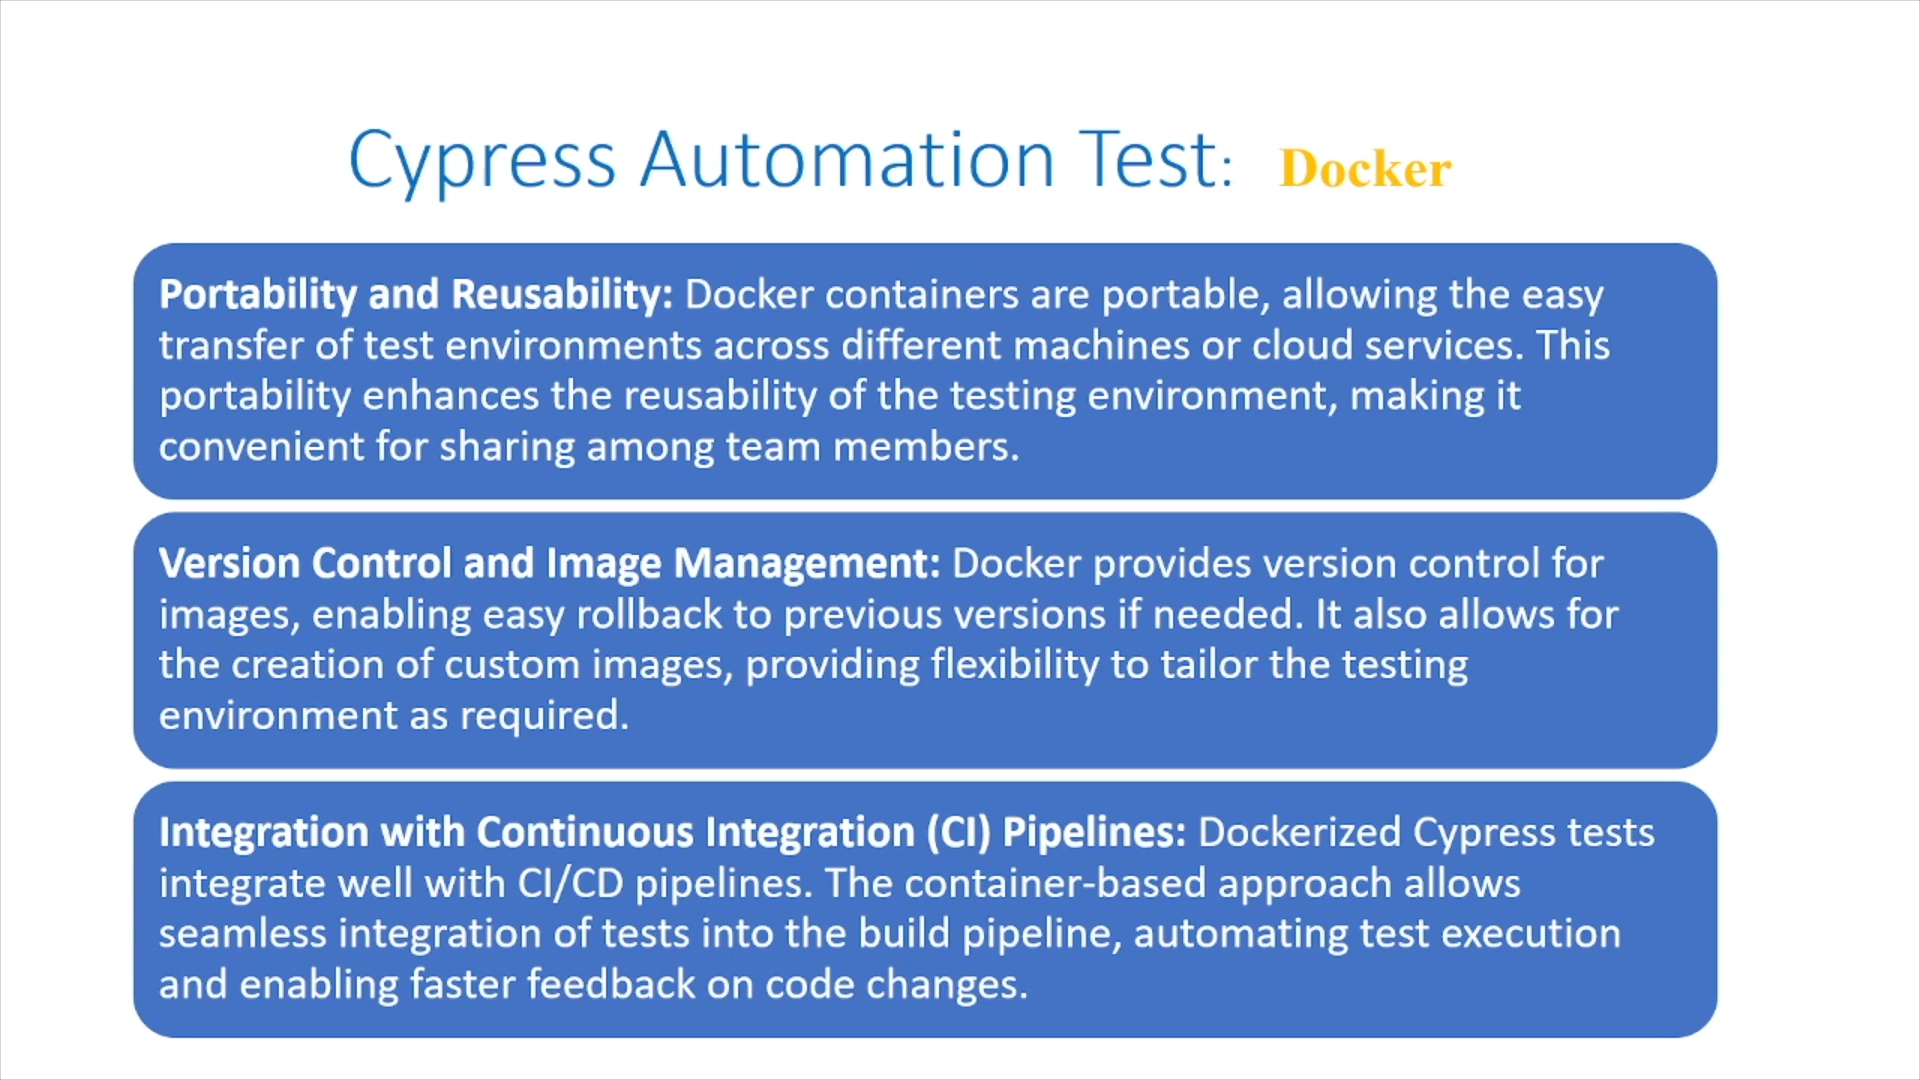 Cypress Automation Test: Docker
Portability and Reusability: Docker containers are portable, allowing the easy
transfer of test environments across different machines or cloud services. This
portability enhances the reusability of the testing environment, making it
convenient for sharing among team members.
Version Control and Image Management: Docker provides version control for
images, enabling easy rollback to previous versions if needed. It also allows for
the creation of custom images, providing flexibility to tailor the testing
environment as required.
Integration with Continuous Integration (CI) Pipelines: Dockerized Cypress tests
integrate well with CI/CD pipelines. The container-based approach allows
seamless integration of tests into the build pipeline, automating test execution
and enabling faster feedback on code changes.